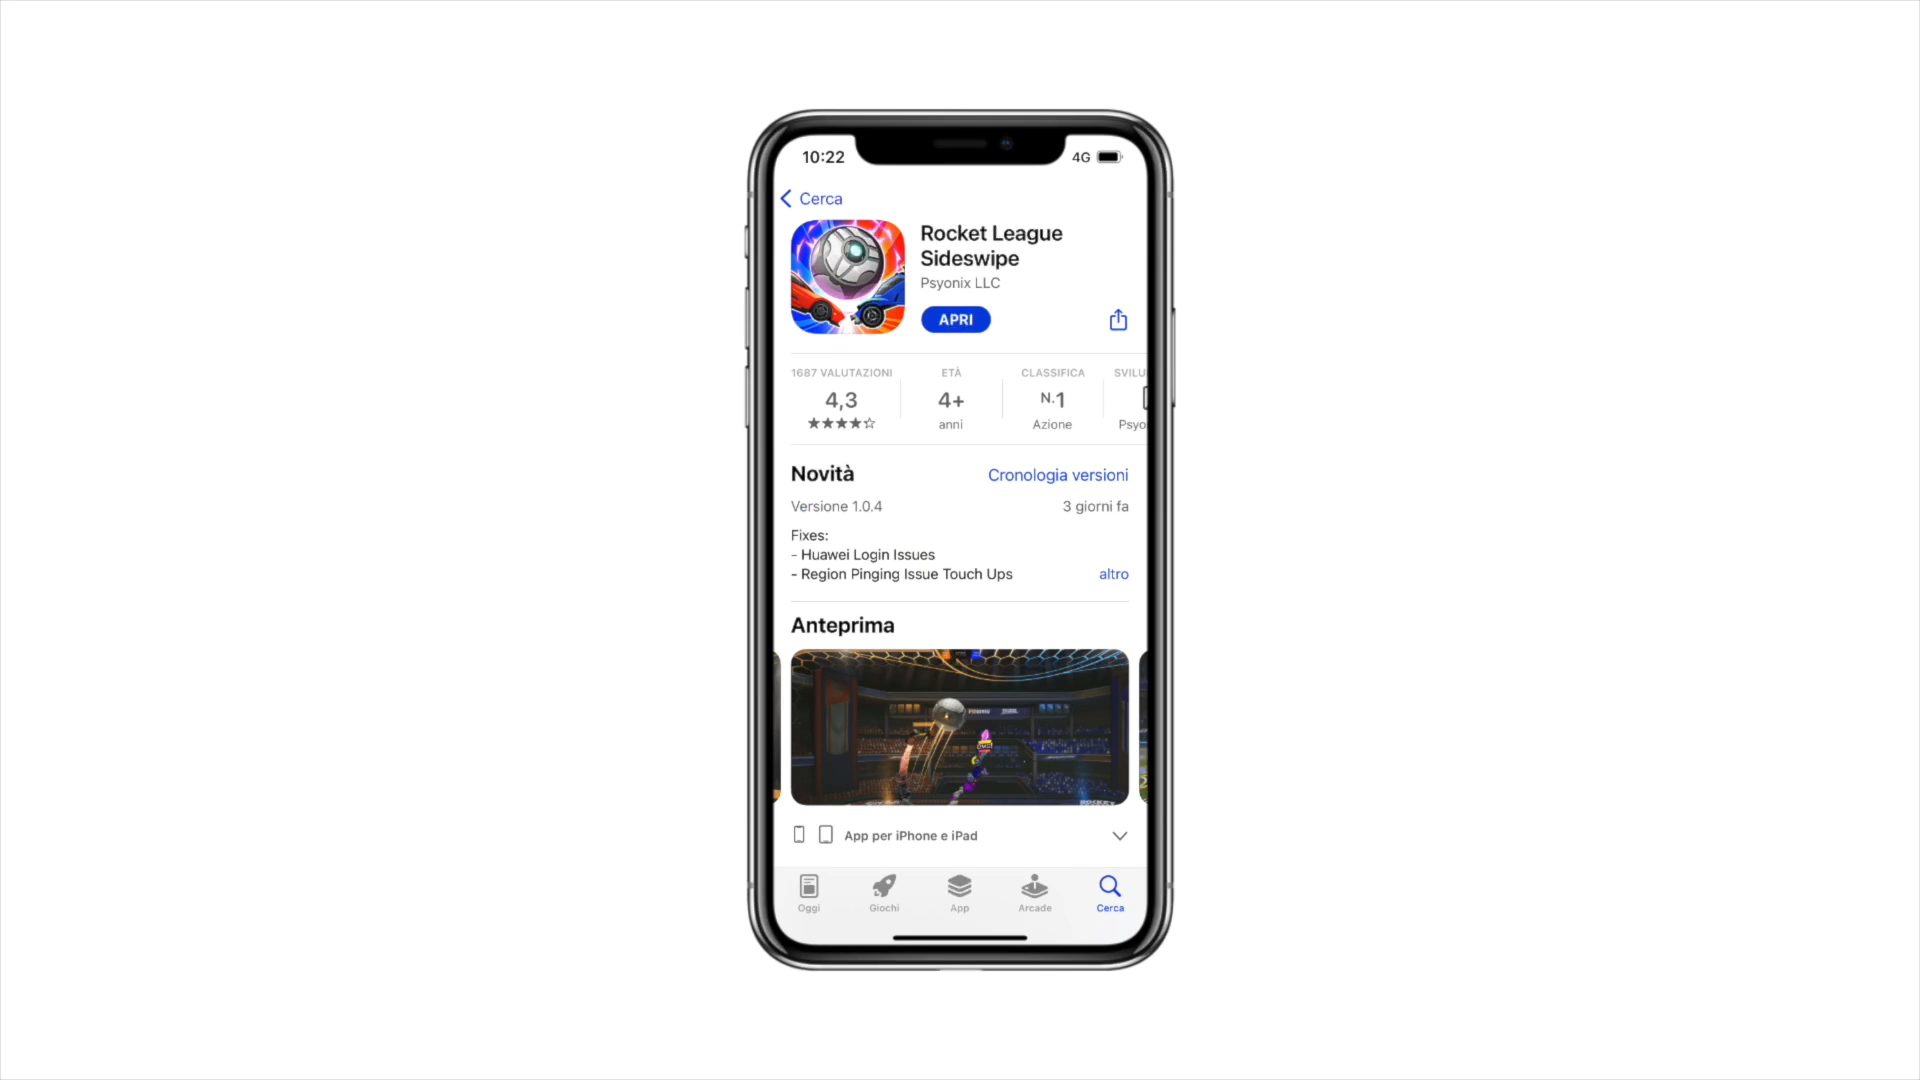 10:22
4G
Cerca
Rocket League
Sideswipe
Psyonix LLC
APRI
1687 VALUTAZIONI
ETÀ
CLASSIFICA
SVILU
4,3
4+
N.1
anni
Azione
Psyo
Novità
Cronologia versioni
Versione 1.0.4
3 giorni fa
Fixes:
- Huawei Login Issues
- Region Pinging Issue Touch Ups
altro
Anteprima
App per iPhone e iPad
Oggi
Giochi
App
Arcade
Cerca